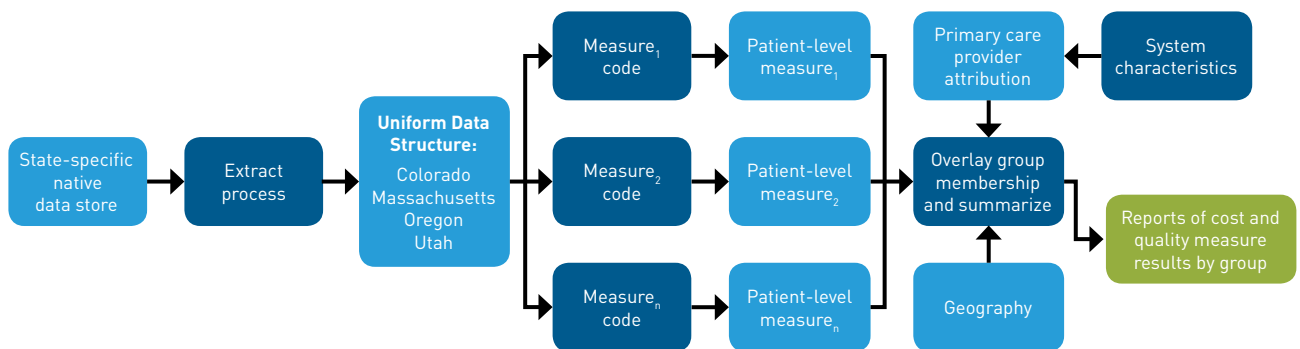 State-specific
native
data store
Extract
process
Uniform Data
Structure:
Colorado
Massachusetts
Oregon
Utah
Measure₁
code
Patient-level
measure₁
Measure₂
code
Patient-level
measure₂
Measureₙ
code
Patient-level
measureₙ
Primary care
provider
attribution
System
characteristics
Overlay group
membership
and summarize
Geography
Reports of cost and
quality measure
results by group